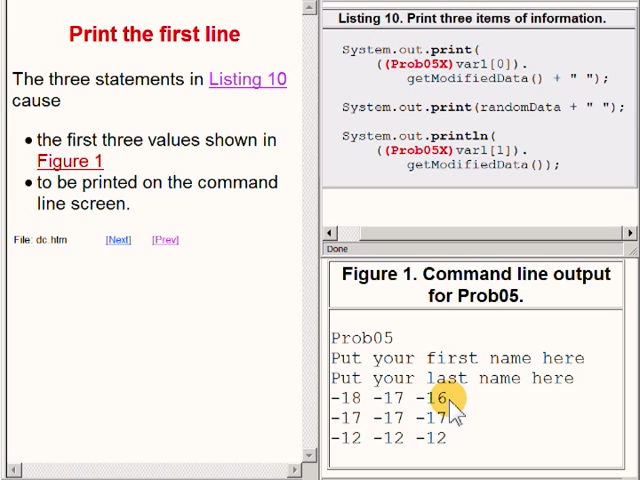 Print the first line
The three statements in Listing 10
cause
● the first three values shown in
Figure 1
● to be printed on the command
line screen.
File: dc.htm [Next] [Prev]
Listing 10. Print three items of information.
System.out.print(
((Prob05X)var1[0]).
getModifiedData() + " ");
System.out.print(randomData + " ");
System.out.println(
((Prob05X)var1[1]).
getModifiedData());
Done
Figure 1. Command line output
for Prob05.
Prob05
Put your first name here
Put your last name here
-18 -17 -16
-17 -17 -17
-12 -12 -12